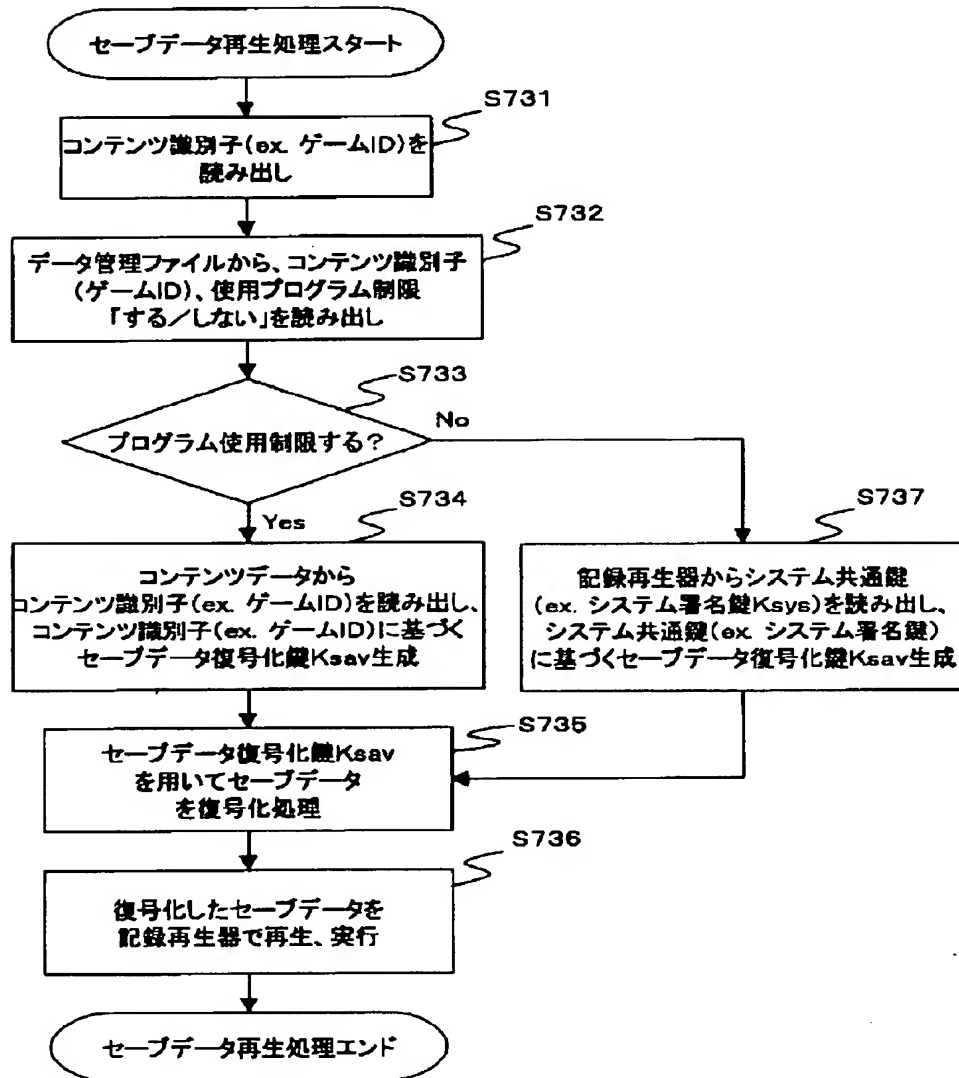 セーブデータ再生処理スタート
S731
コンテンツ識別子(ex. ゲームID)を
読み出し
S732
データ管理ファイルから、コンテンツ識別子
(ゲームID)、使用プログラム制限
「する/しない」を読み出し
S733
プログラム使用制限する?
No
Yes
S734
コンテンツデータから
コンテンツ識別子(ex. ゲームID)を読み出し、
コンテンツ識別子(ex. ゲームID)に基づく
セーブデータ復号化鍵Ksav生成
S737
記録再生器からシステム共通鍵
(ex. システム署名鍵Ksys)を読み出し、
システム共通鍵(ex. システム署名鍵)
に基づくセーブデータ復号化鍵Ksav生成
S735
セーブデータ復号化鍵Ksav
を用いてセーブデータ
を復号化処理
S736
復号化したセーブデータを
記録再生器で再生、実行
セーブデータ再生処理エンド